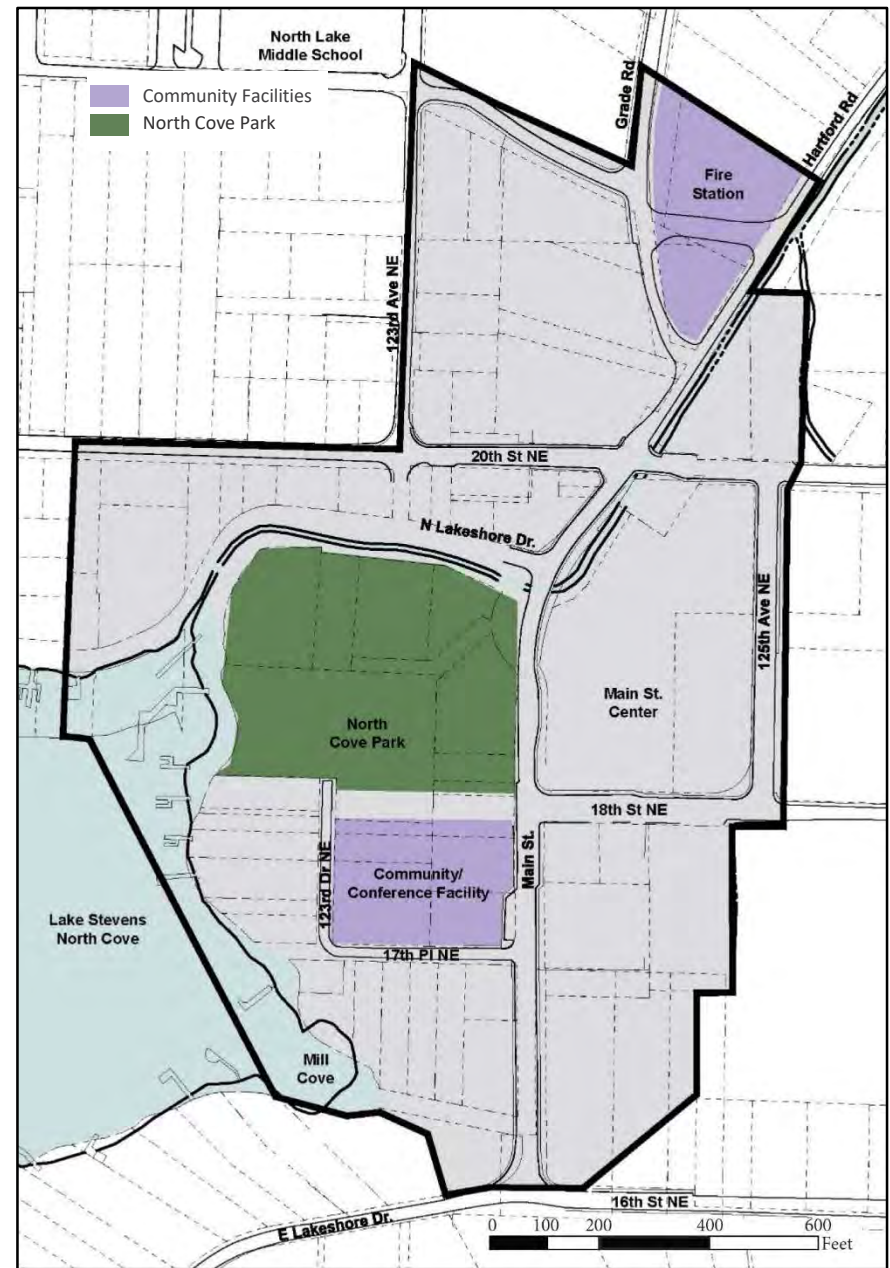 North Lake
Middle School
Community Facilities
North Cove Park
Grade Rd
Hartford Rd
Fire
Station
123rd Ave NE
20th St NE
N Lakeshore Dr.
125th Ave NE
Main St.
Center
North
Cove Park
18th St NE
Main St.
123rd Dr NE
Community/
Conference Facility
Lake Stevens
North Cove
17th Pl NE
Mill
Cove
16th St NE
E Lakeshore Dr.
0 100 200 400 600
Feet